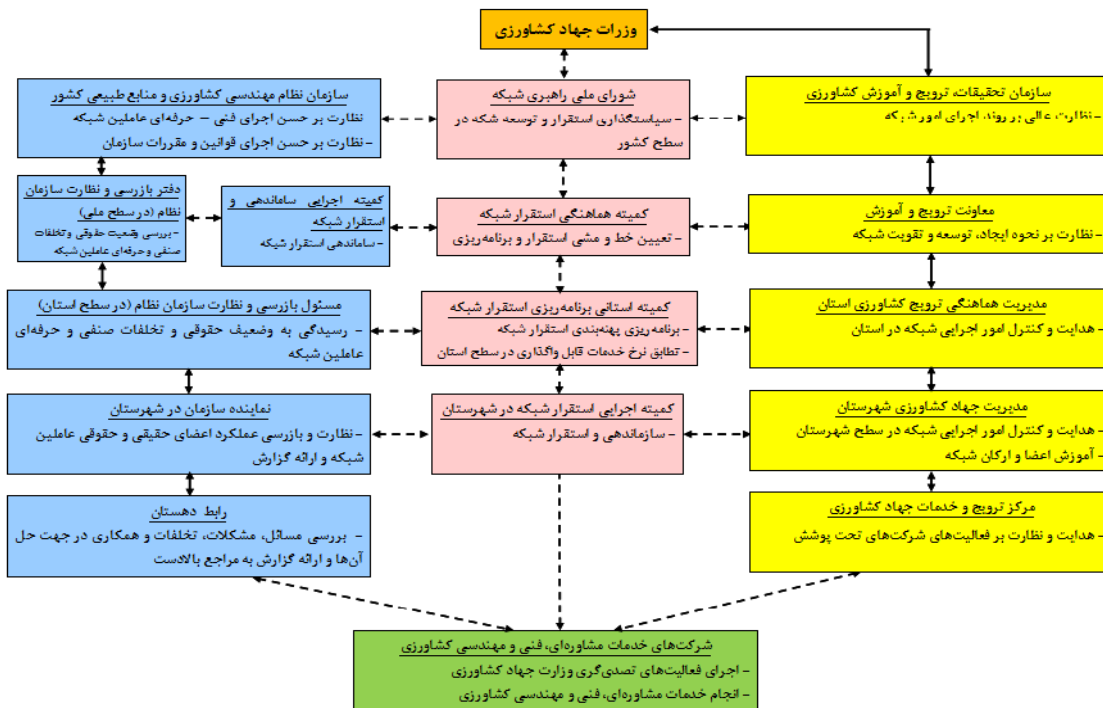 وزرات جهاد کشاورزی
سازمان تحقیقات، ترویج و آموزش کشاورزی
- نظارت عالی بر روند اجرای امور شبکه
شورای ملی راهبری شبکه
- سیاستگذاری استقرار و توسعه شکه در
سطح کشور
سازمان نظام مهندسی کشاورزی و منابع طبیعی کشور
نظارت بر حسن اجرای فنی – حرفه‌ای عاملین شبکه
- نظارت بر حسن اجرای قوانین و مقررات سازمان
معاونت ترویج و آموزش
- نظارت بر نحوه ایجاد، توسعه و تقویت شبکه
کمیته هماهنگی استقرار شبکه
- تعیین خط و مشی استقرار و برنامه‌ریزی
کمیته اجرایی ساماندهی و
استقرار شبکه
- ساماندهی استقرار شبکه
دفتر بازرسی و نظارت سازمان
نظام (در سطح ملی)
- بررسی وضعیت حقوقی و تخلفات
صنفی و حرفه‌ای عاملین شبکه
مدیریت هماهنگی ترویج کشاورزی استان
- هدایت و کنترل امور اجرایی شبکه در استان
کمیته استانی برنامه‌ریزی استقرار شبکه
- برنامه‌ریزی پهنه‌بندی استقرار شبکه
- تطابق نرخ خدمات قابل واگذاری در سطح استان
مسئول بازرسی و نظارت سازمان نظام (در سطح استان)
- رسیدگی به وضعیف حقوقی و تخلفات صنفی و حرفه‌ای
عاملین شبکه
مدیریت جهاد کشاورزی شهرستان
- هدایت و کنترل امور اجرایی شبکه در سطح شهرستان
- آموزش اعضا و ارکان شبکه
کمیته اجرایی استقرار شبکه در شهرستان
- سازماندهی و استقرار شبکه
نماینده سازمان در شهرستان
- نظارت و بازرسی عملکرد اعضای حقیقی و حقوقی عاملین
شبکه و ارائه گزارش
مرکز ترویج و خدمات جهاد کشاورزی
- هدایت و نظارت بر فعالیت‌های شرکت‌های تحت پوشش
رابط دهستان
- بررسی مسائل، مشکلات، تخلفات و همکاری در جهت حل
آن‌ها و ارائه گزارش به مراجع بالادست
شرکت‌های خدمات مشاوره‌ای، فنی و مهندسی کشاورزی
- اجرای فعالیت‌های تصدی‌گری وزارت جهاد کشاورزی
- انجام خدمات مشاوره‌ای، فنی و مهندسی کشاورزی